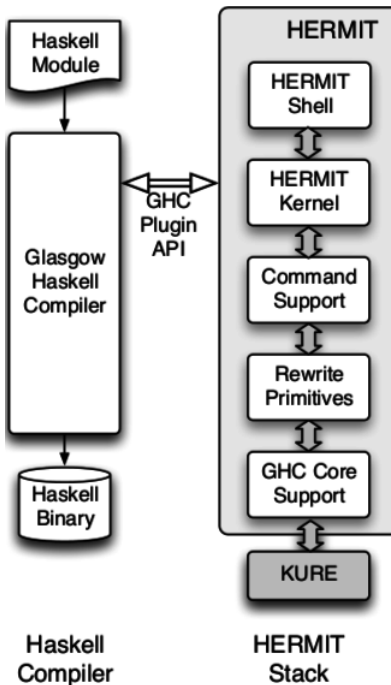 Haskell
Module
Glasgow
Haskell
Compiler
Haskell
Binary
GHC
Plugin
API
HERMIT
HERMIT
Shell
HERMIT
Kernel
Command
Support
Rewrite
Primitives
GHC Core
Support
KURE
Haskell
Compiler
HERMIT
Stack